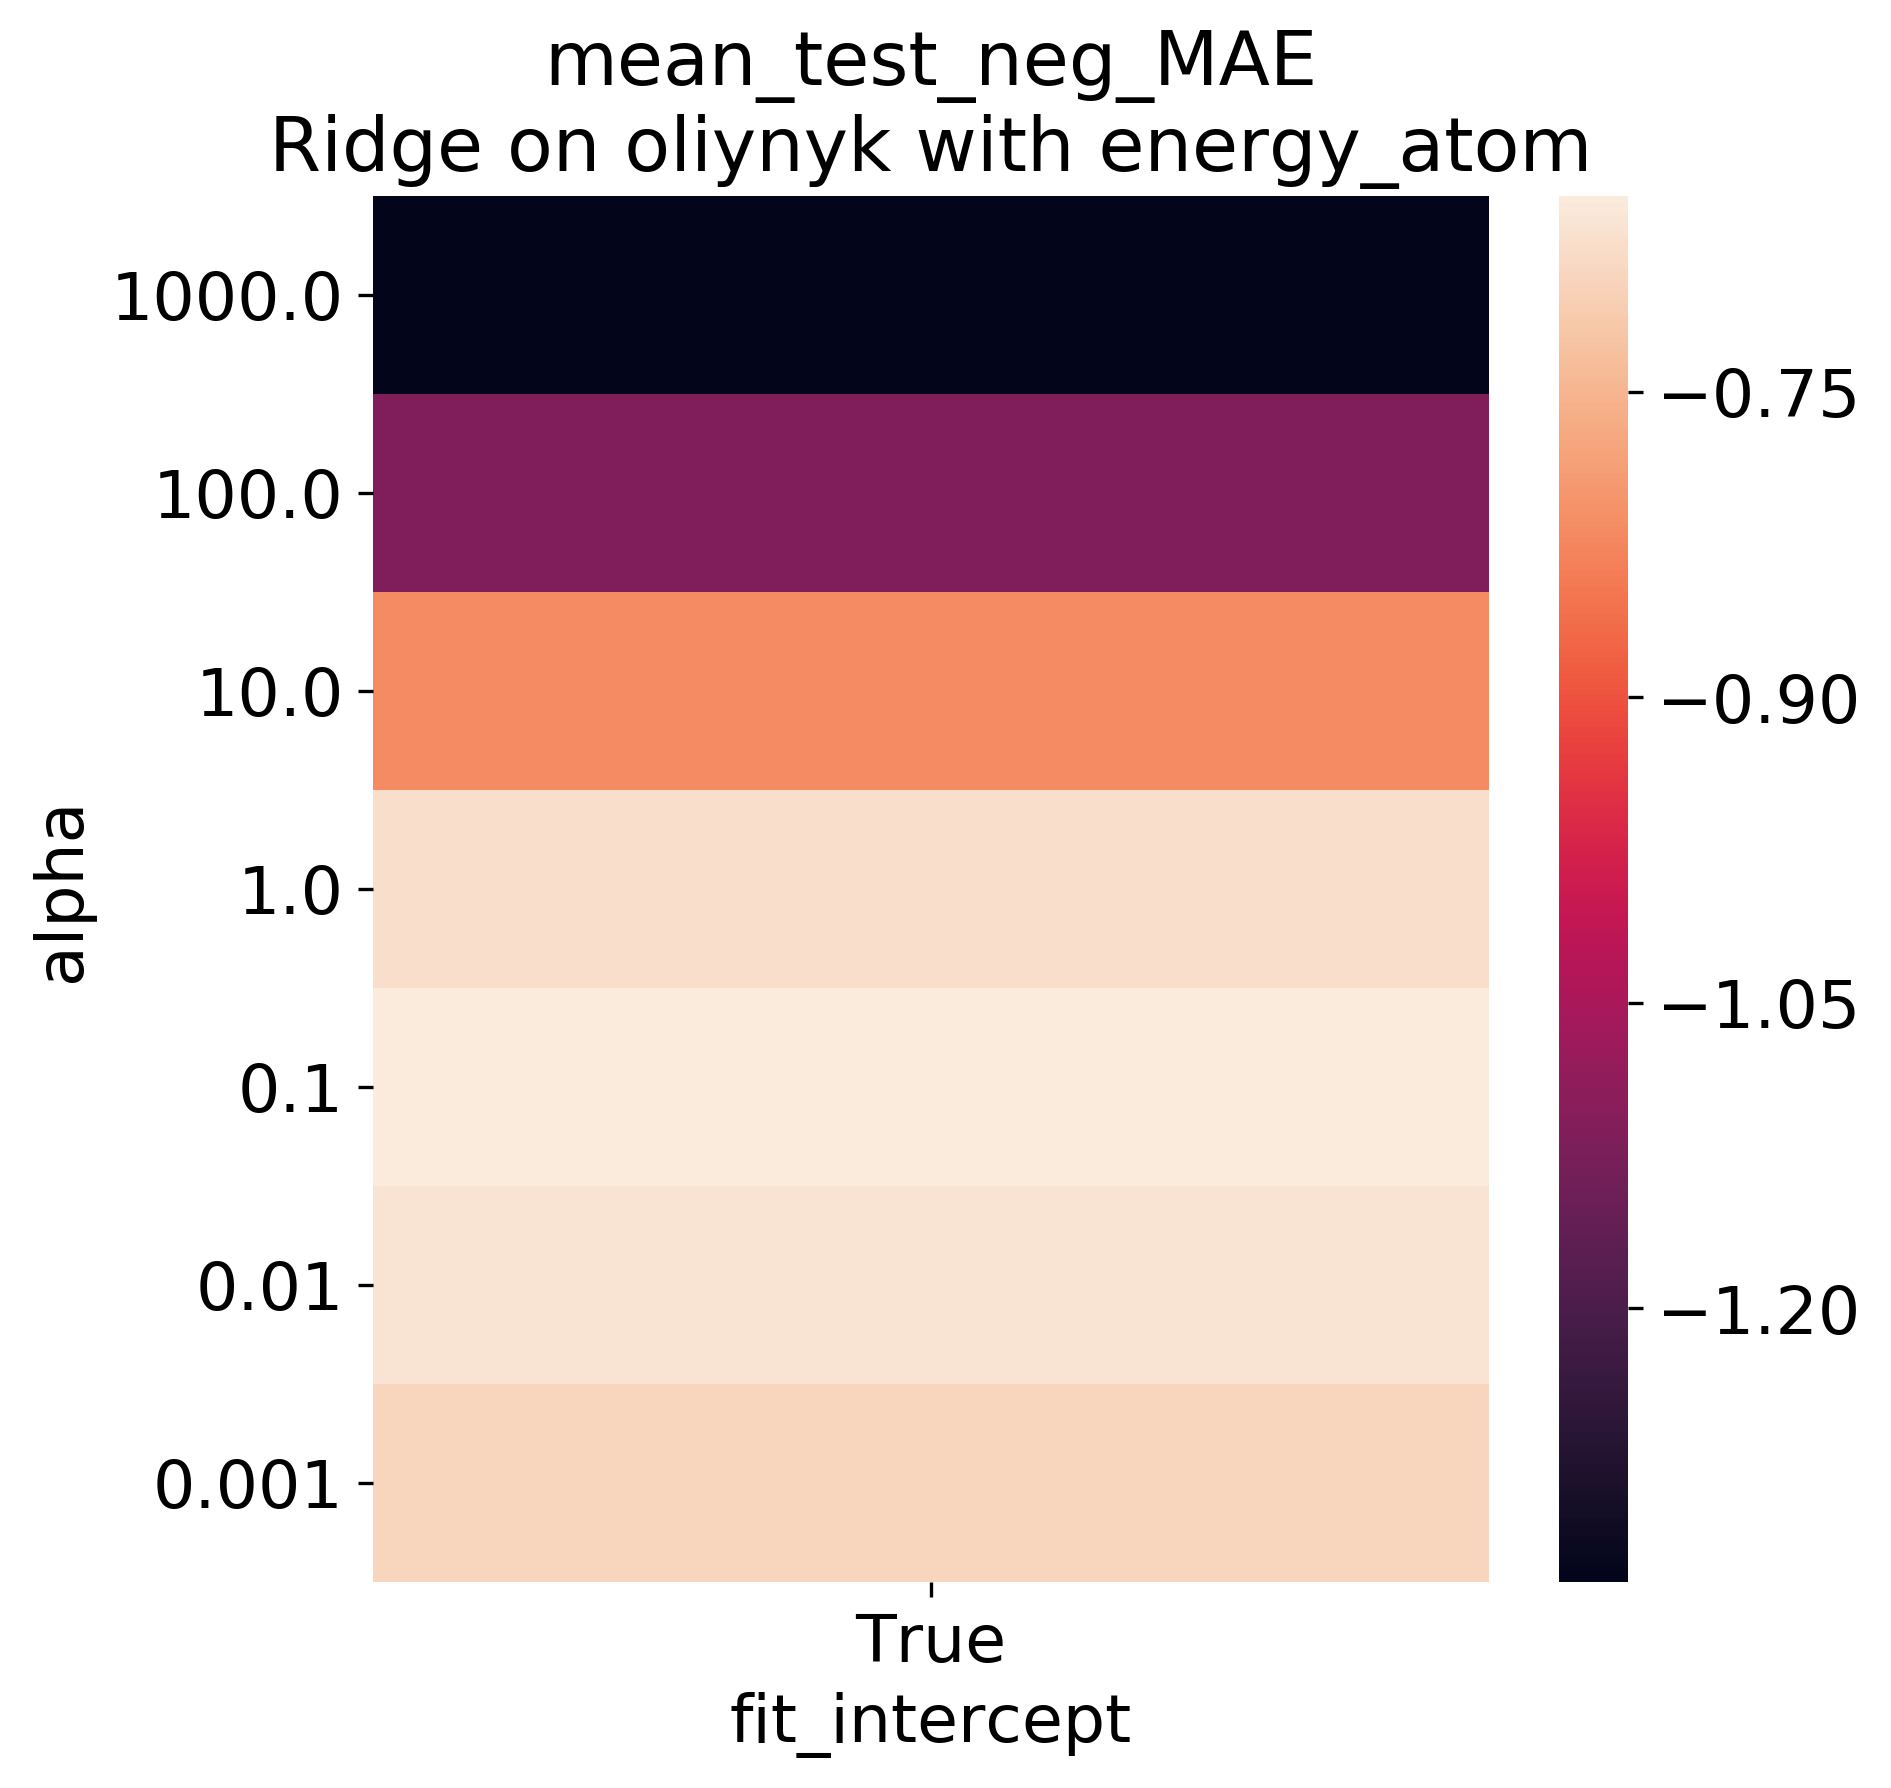 mean_test_neg_MAE
Ridge on oliynyk with energy_atom
alpha
1000.0
100.0
10.0
1.0
0.1
0.01
0.001
True
fit_intercept
−0.75
−0.90
−1.05
−1.20